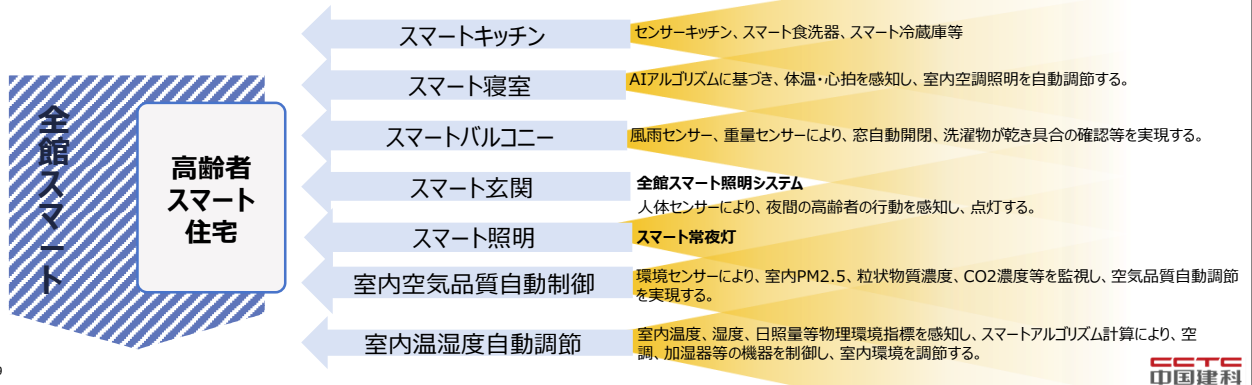 全館スマート
高齢者
スマート
住宅
スマートキッチン
センサーキッチン、スマート食洗器、スマート冷蔵庫等
スマート寝室
AIアルゴリズムに基づき、体温・心拍を感知し、室内空調照明を自動調節する。
スマートバルコニー
風雨センサー、重量センサーにより、窓自動開閉、洗濯物が乾き具合の確認等を実現する。
スマート玄関
全館スマート照明システム
人体センサーにより、夜間の高齢者の行動を感知し、点灯する。
スマート照明
スマート常夜灯
室内空気品質自動制御
環境センサーにより、室内PM2.5、粒状物質濃度、CO2濃度等を監視し、空気品質自動調節
を実現する。
室内温湿度自動調節
室内温度、湿度、日照量等物理環境指標を感知し、スマートアルゴリズム計算により、空
調、加湿器等の機器を制御し、室内環境を調節する。
CCTC
中国建科
9